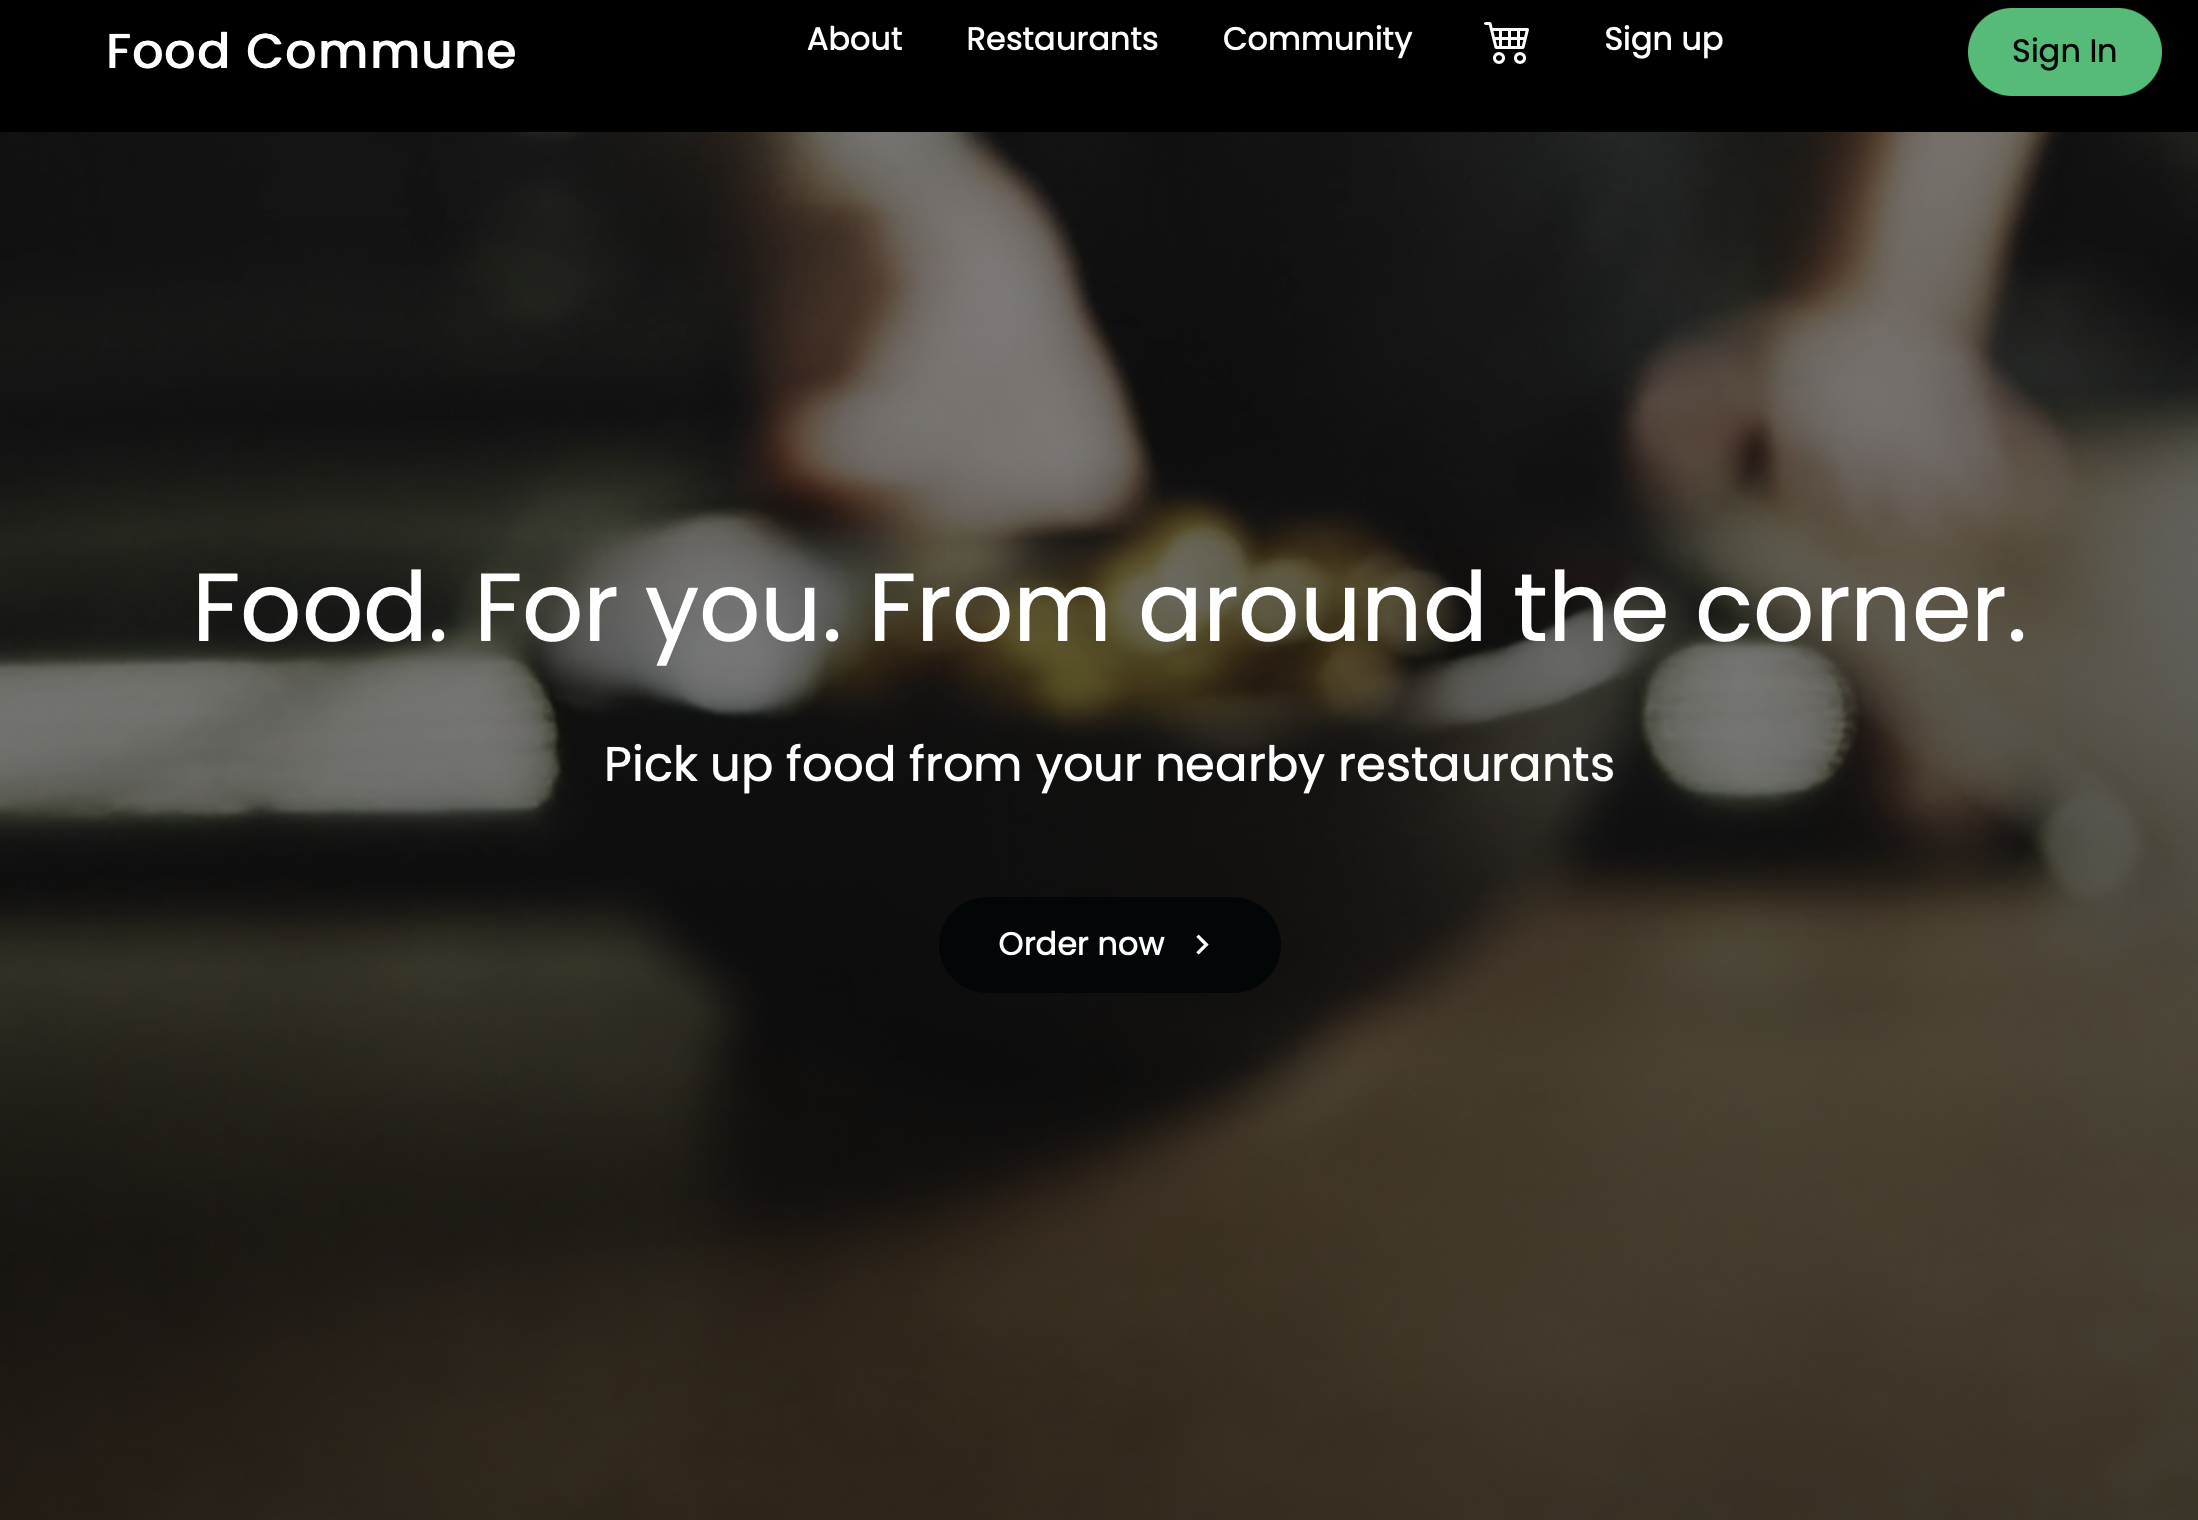 Food Commune
About Restaurants Community Sign up Sign In
Food. For you. From around the corner.
Pick up food from your nearby restaurants
Order now